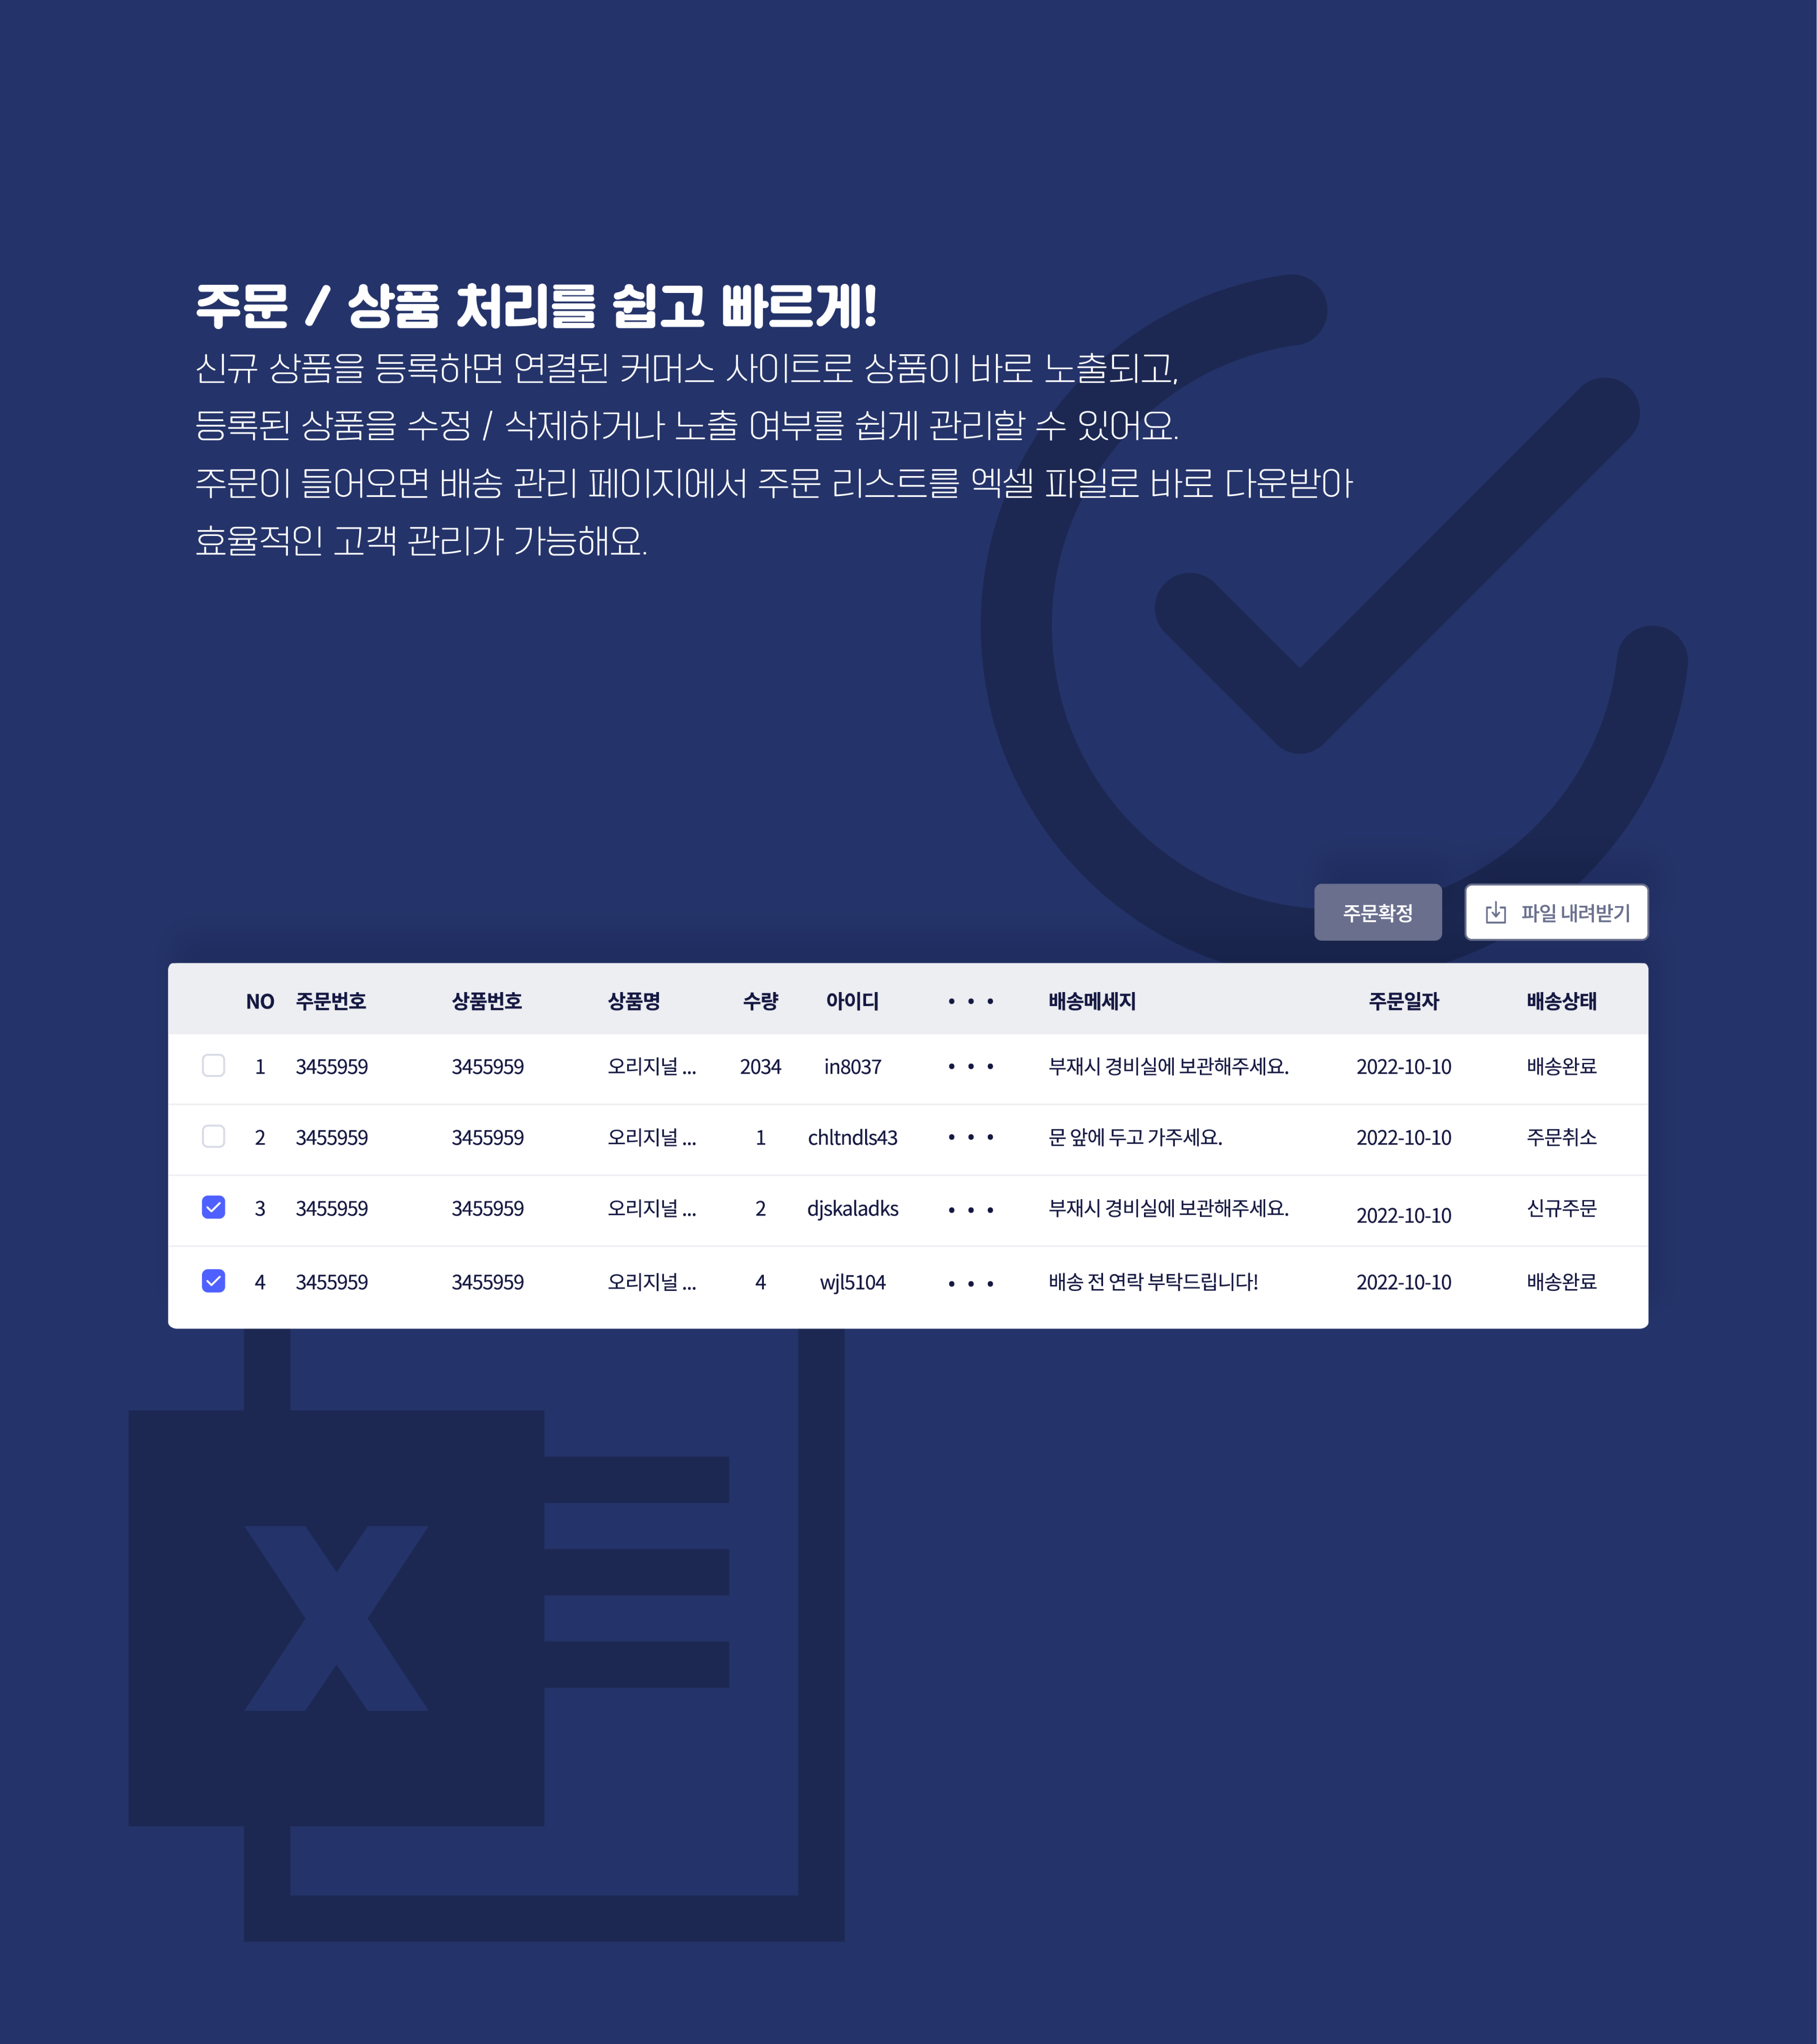 주문 / 상품 처리를 쉽고 빠르게!
신규 상품을 등록하면 연결된 커머스 사이트로 상품이 바로 노출되고,
등록된 상품을 수정 / 삭제하거나 노출 여부를 쉽게 관리할 수 있어요.
주문이 들어오면 배송 관리 페이지에서 주문 리스트를 엑셀 파일로 바로 다운받아
효율적인 고객 관리가 가능해요.
주문확정 파일 내려받기
NO 주문번호 상품번호 상품명 수량 아이디 • • • 배송메세지 주문일자 배송상태
1 3455959 3455959 오리지널 ... 2034 in8037 • • • 부재시 경비실에 보관해주세요. 2022-10-10 배송완료
2 3455959 3455959 오리지널 ... 1 chltndls43 • • • 문 앞에 두고 가주세요. 2022-10-10 주문취소
3 3455959 3455959 오리지널 ... 2 djskaladks • • • 부재시 경비실에 보관해주세요. 2022-10-10 신규주문
4 3455959 3455959 오리지널 ... 4 wjl5104 • • • 배송 전 연락 부탁드립니다! 2022-10-10 배송완료
X